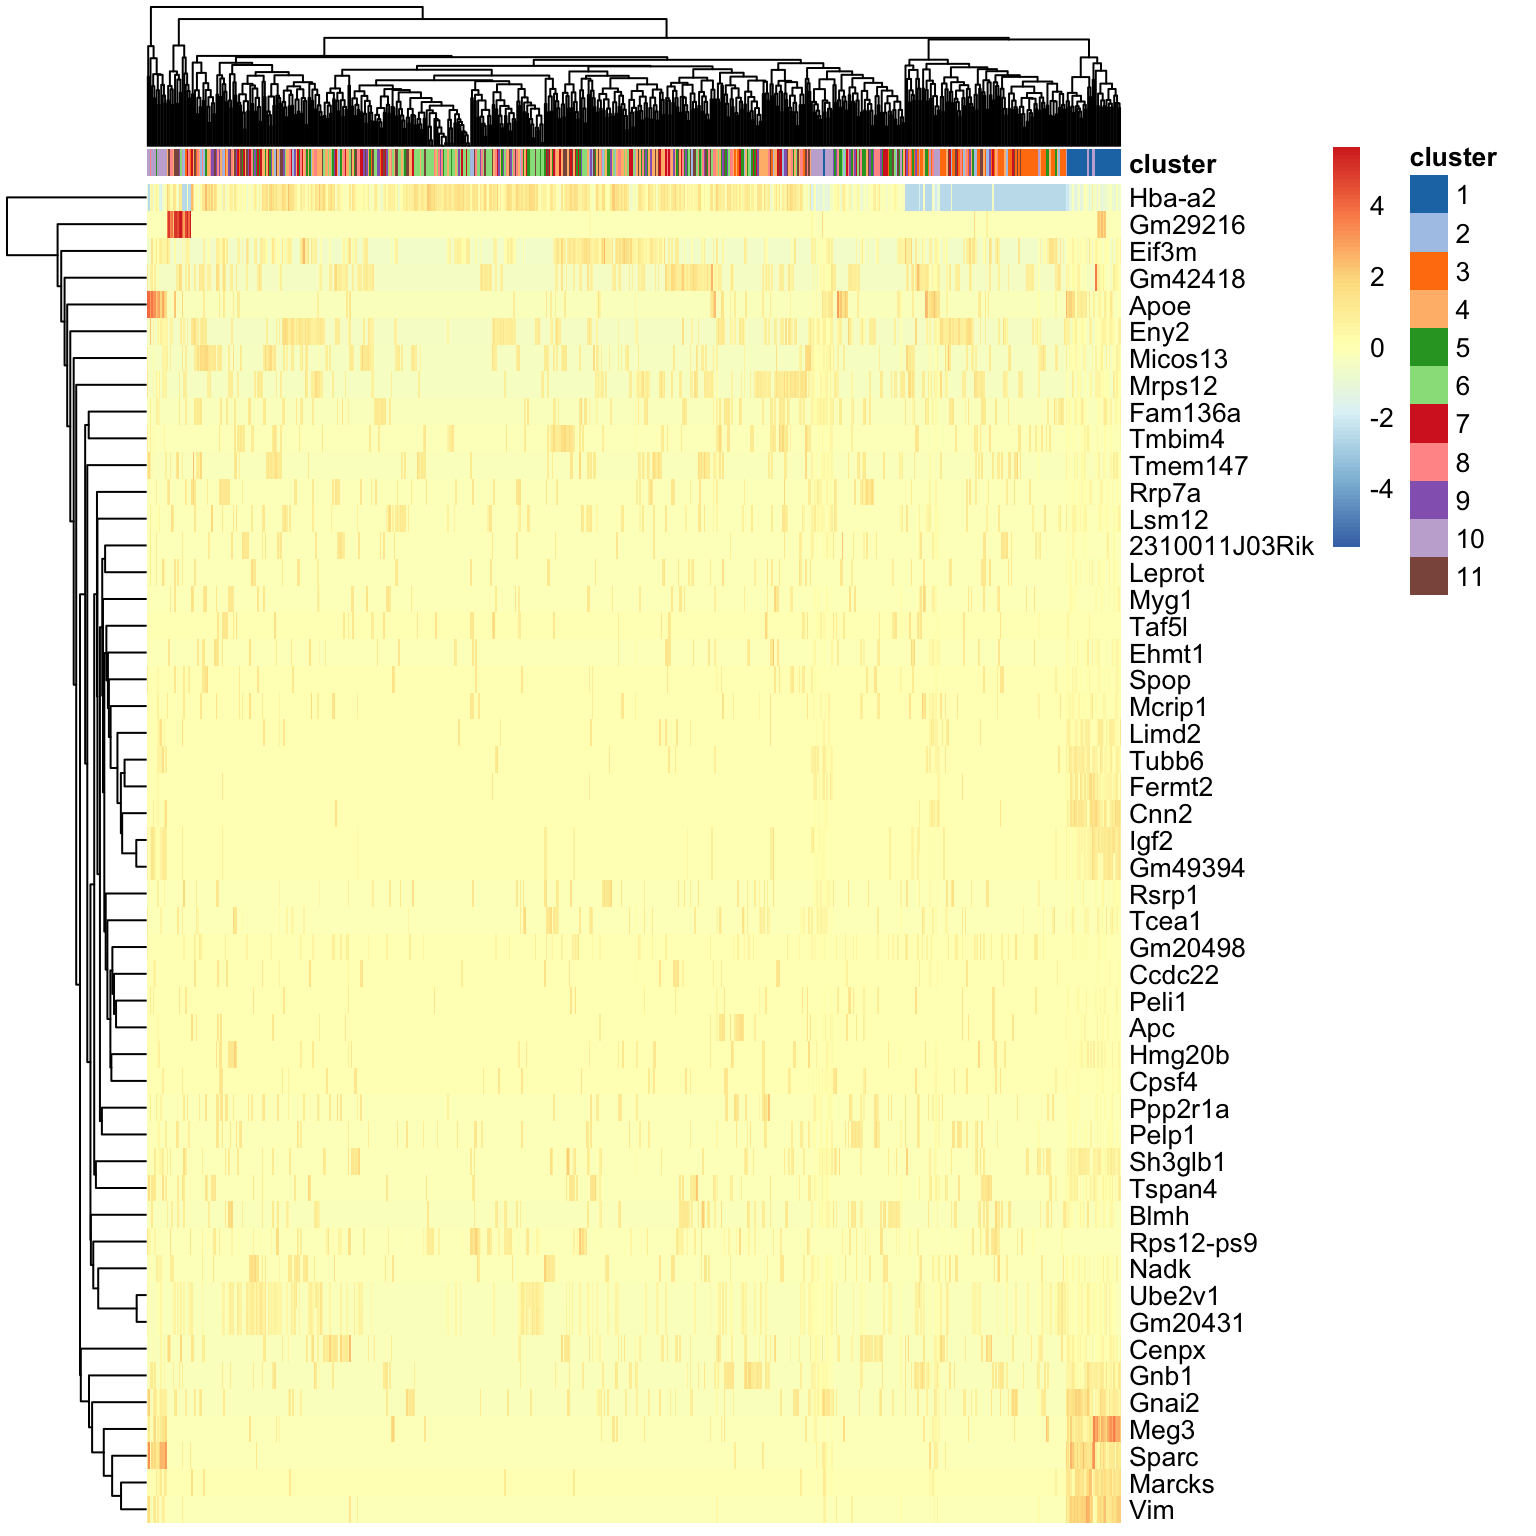 cluster
Hba-a2
Gm29216
Eif3m
Gm42418
Apoe
Eny2
Micos13
Mrps12
Fam136a
Tmbim4
Tmem147
Rrp7a
Lsm12
2310011J03Rik
Leprot
Myg1
Taf5l
Ehmt1
Spop
Mcrip1
Limd2
Tubb6
Fermt2
Cnn2
Igf2
Gm49394
Rsrp1
Tcea1
Gm20498
Ccdc22
Peli1
Apc
Hmg20b
Cpsf4
Ppp2r1a
Pelp1
Sh3glb1
Tspan4
Blmh
Rps12-ps9
Nadk
Ube2v1
Gm20431
Cenpx
Gnb1
Gnai2
Meg3
Sparc
Marcks
Vim
4
2
0
-2
-4
cluster
1
2
3
4
5
6
7
8
9
10
11